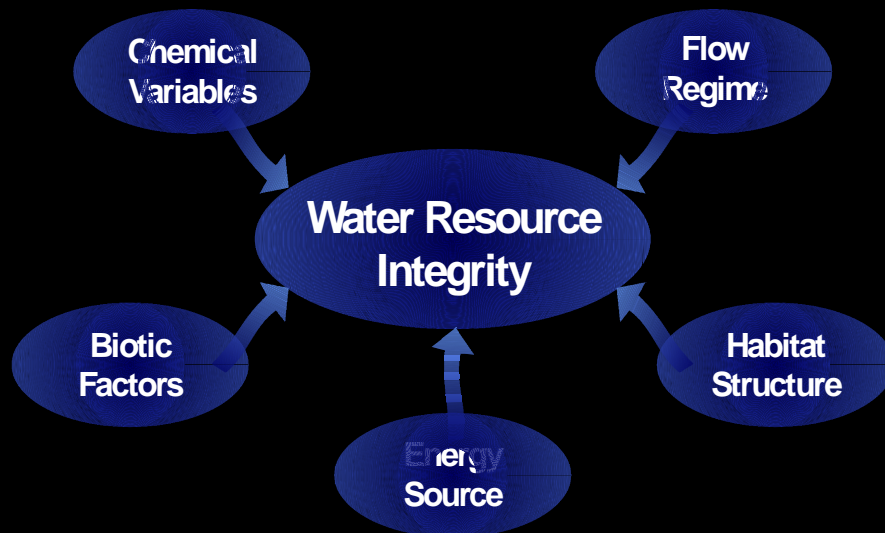 Chemical
Variables
Flow
Regime
Water Resource
Integrity
Biotic
Factors
Habitat
Structure
Energy
Source